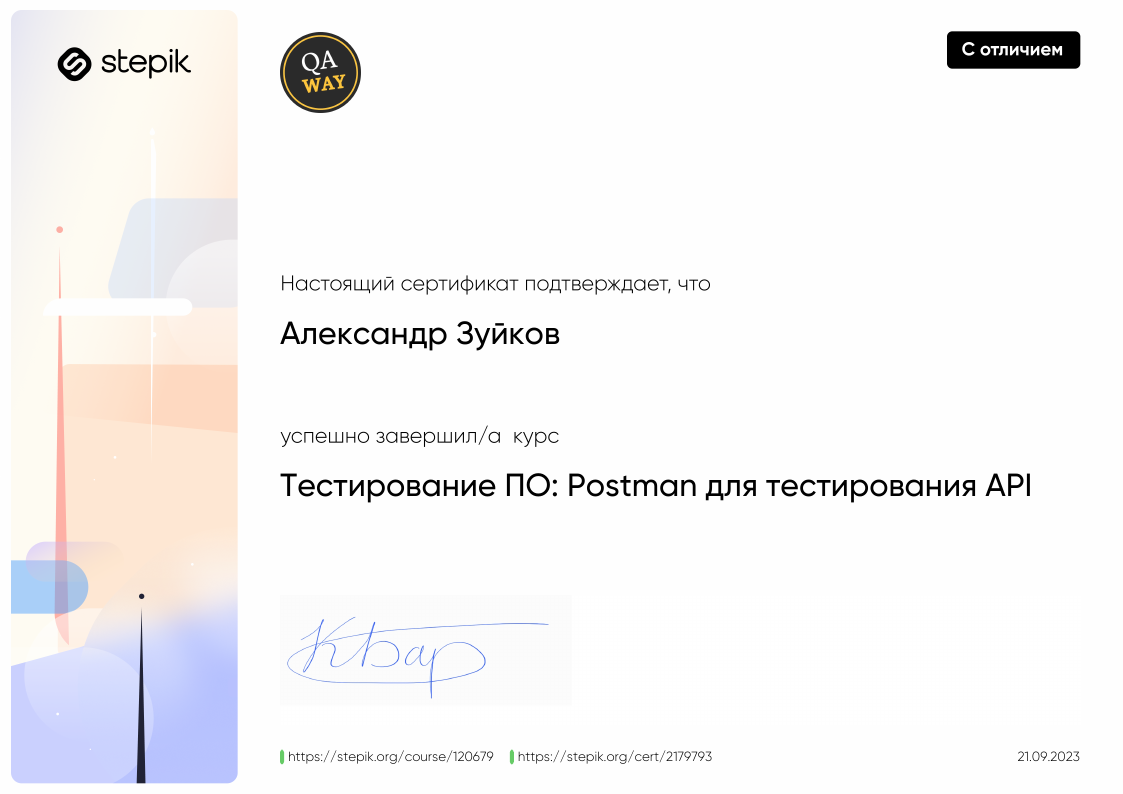 stepik
QA
WAY
С отличием
Настоящий сертификат подтверждает, что
Александр Зуйков
успешно завершил/а курс
Тестирование ПО: Postman для тестирования API
https://stepik.org/course/120679
https://stepik.org/cert/2179793
21.09.2023